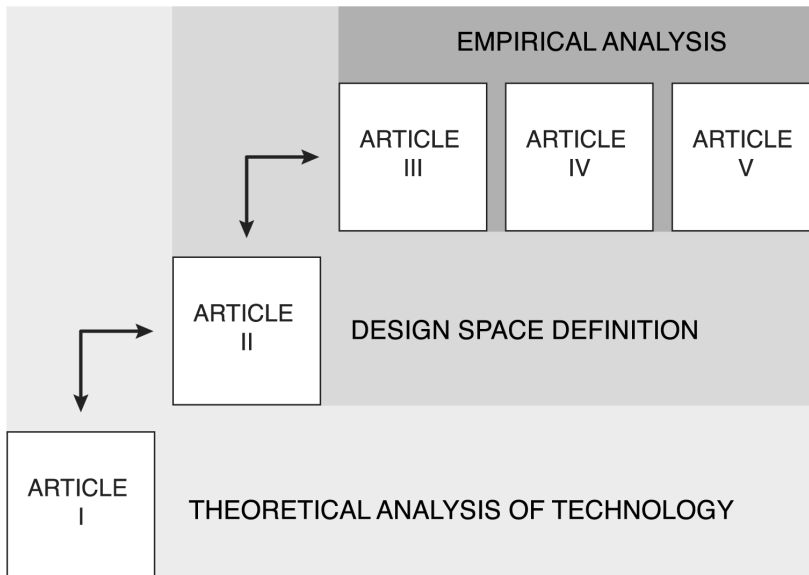 EMPIRICAL ANALYSIS
ARTICLE
III
ARTICLE
IV
ARTICLE
V
ARTICLE
II
DESIGN SPACE DEFINITION
ARTICLE
I
THEORETICAL ANALYSIS OF TECHNOLOGY